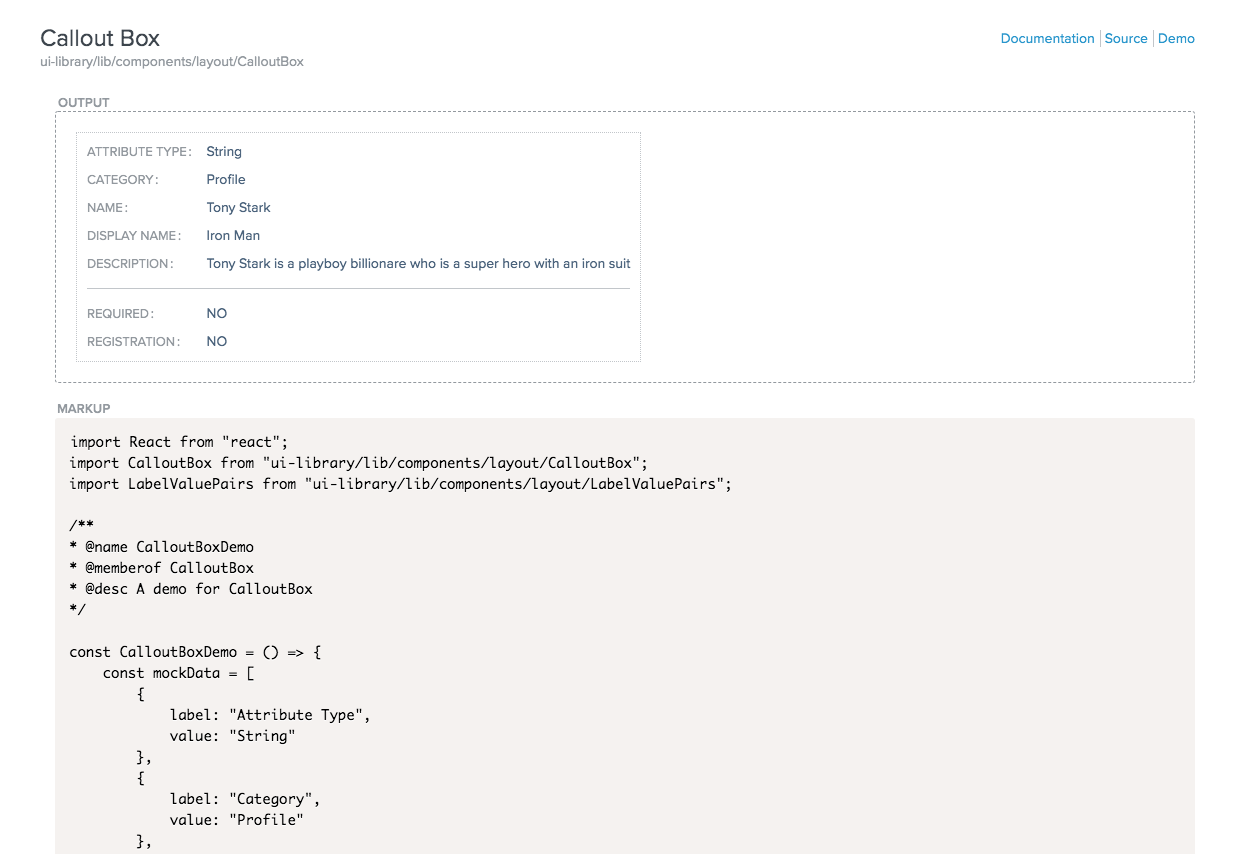 Callout Box
Documentation Source Demo
ui-library/lib/components/layout/CalloutBox
OUTPUT
ATTRIBUTE TYPE: String
CATEGORY: Profile
NAME: Tony Stark
DISPLAY NAME: Iron Man
DESCRIPTION: Tony Stark is a playboy billionare who is a super hero with an iron suit
REQUIRED: NO
REGISTRATION: NO
MARKUP
import React from "react";
import CalloutBox from "ui-library/lib/components/layout/CalloutBox";
import LabelValuePairs from "ui-library/lib/components/layout/LabelValuePairs";
/**
* @name CalloutBoxDemo
* @memberof CalloutBox
* @desc A demo for CalloutBox
*/
const CalloutBoxDemo = () => {
    const mockData = [
        {
            label: "Attribute Type",
            value: "String"
        },
        {
            label: "Category",
            value: "Profile"
        },